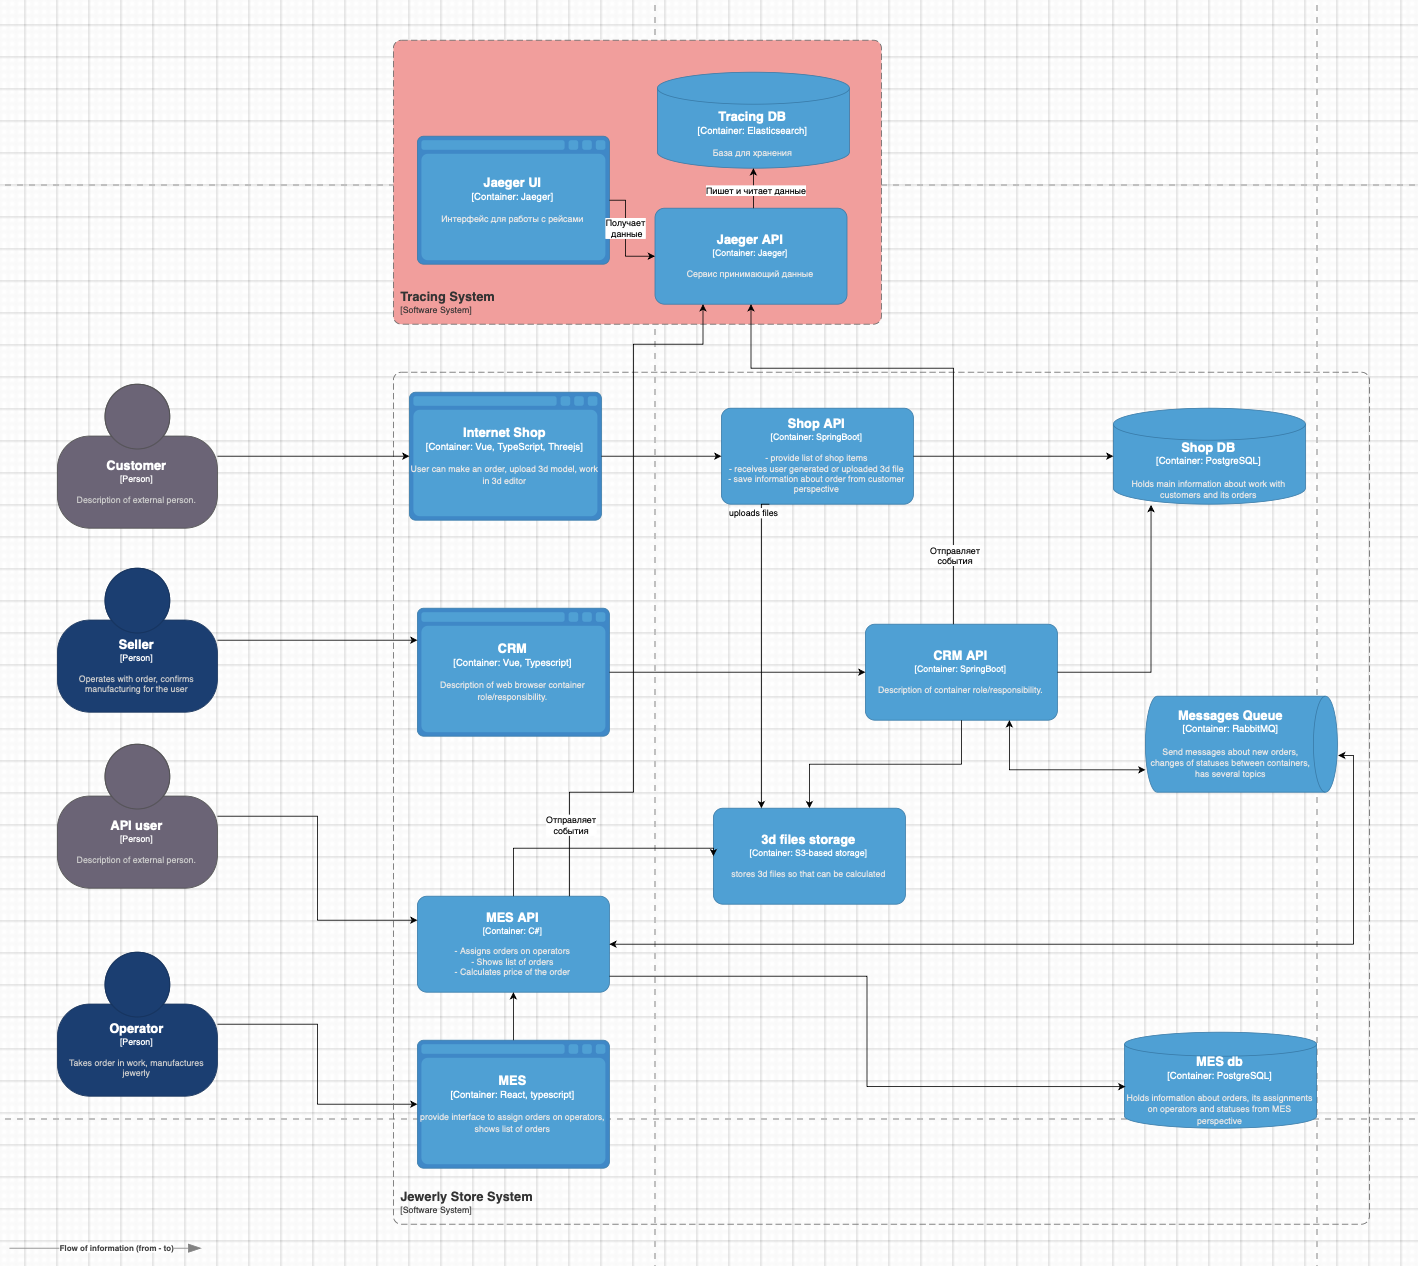 Tracing DB
[Container: Elasticsearch]
База для хранения
Пишет и читает данные
Jaeger UI
[Container: Jaeger]
Интерфейс для работы с рейсами
Получает
данные
Jaeger API
[Container: Jaeger]
Сервис принимающий данные
Tracing System
[Software System]
Customer
[Person]
Description of external person.
Internet Shop
[Container: Vue, TypeScript, Threejs]
User can make an order, upload 3d model, work
in 3d editor
Shop API
[Container: SpringBoot]
- provide list of shop items
- receives user generated or uploaded 3d file
- save information about order from customer
perspective
uploads files
Shop DB
[Container: PostgreSQL]
Holds main information about work with
customers and its orders
Отправляет
события
Seller
[Person]
Operates with order, confirms
manufacturing for the user
CRM
[Container: Vue, Typescript]
Description of web browser container
role/responsibility.
CRM API
[Container: SpringBoot]
Description of container role/responsibility.
Messages Queue
[Container: RabbitMQ]
Send messages about new orders,
changes of statuses between containers,
has several topics
API user
[Person]
Description of external person.
Отправляет
события
3d files storage
[Container: S3-based storage]
stores 3d files so that can be calculated
MES API
[Container: C#]
- Assigns orders on operators
- Shows list of orders
- Calculates price of the order
Operator
[Person]
Takes order in work, manufactures
jewerly
MES
[Container: React, typescript]
provide interface to assign orders on operators,
shows list of orders
MES db
[Container: PostgreSQL]
Holds information about orders, its assignments
on operators and statuses from MES
perspective
Jewerly Store System
[Software System]
Flow of information (from - to)